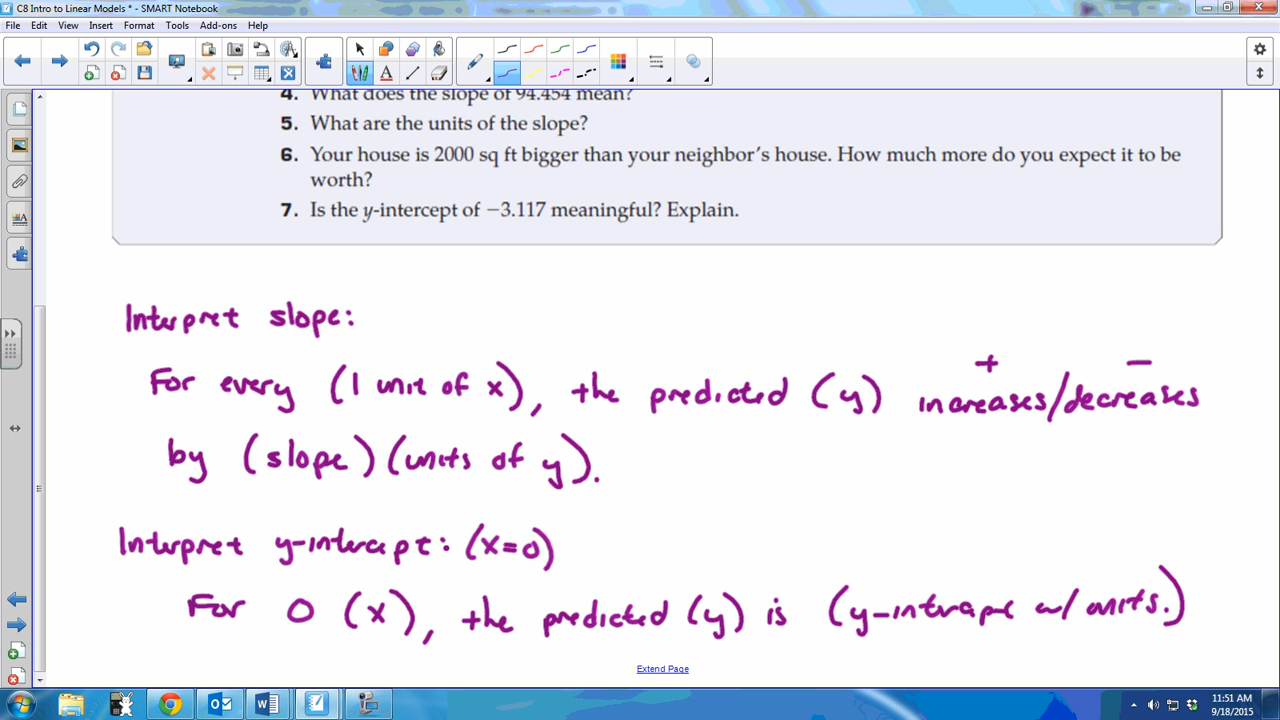 C8 Intro to Linear Models * - SMART Notebook
File Edit View Insert Format Tools Add-ons Help
4. What does the slope of 94.454 mean?
5. What are the units of the slope?
6. Your house is 2000 sq ft bigger than your neighbor's house. How much more do you expect it to be
worth?
7. Is the y-intercept of −3.117 meaningful? Explain.
Interpret slope:
+ −
For every (1 unit of x), the predicted (y) increases/decreases
by (slope) (units of y).
Interpret y-intercept: (x=0)
For 0 (x), the predicted (y) is (y-intercept w/ units.)
Extend Page
11:51 AM
9/18/2015